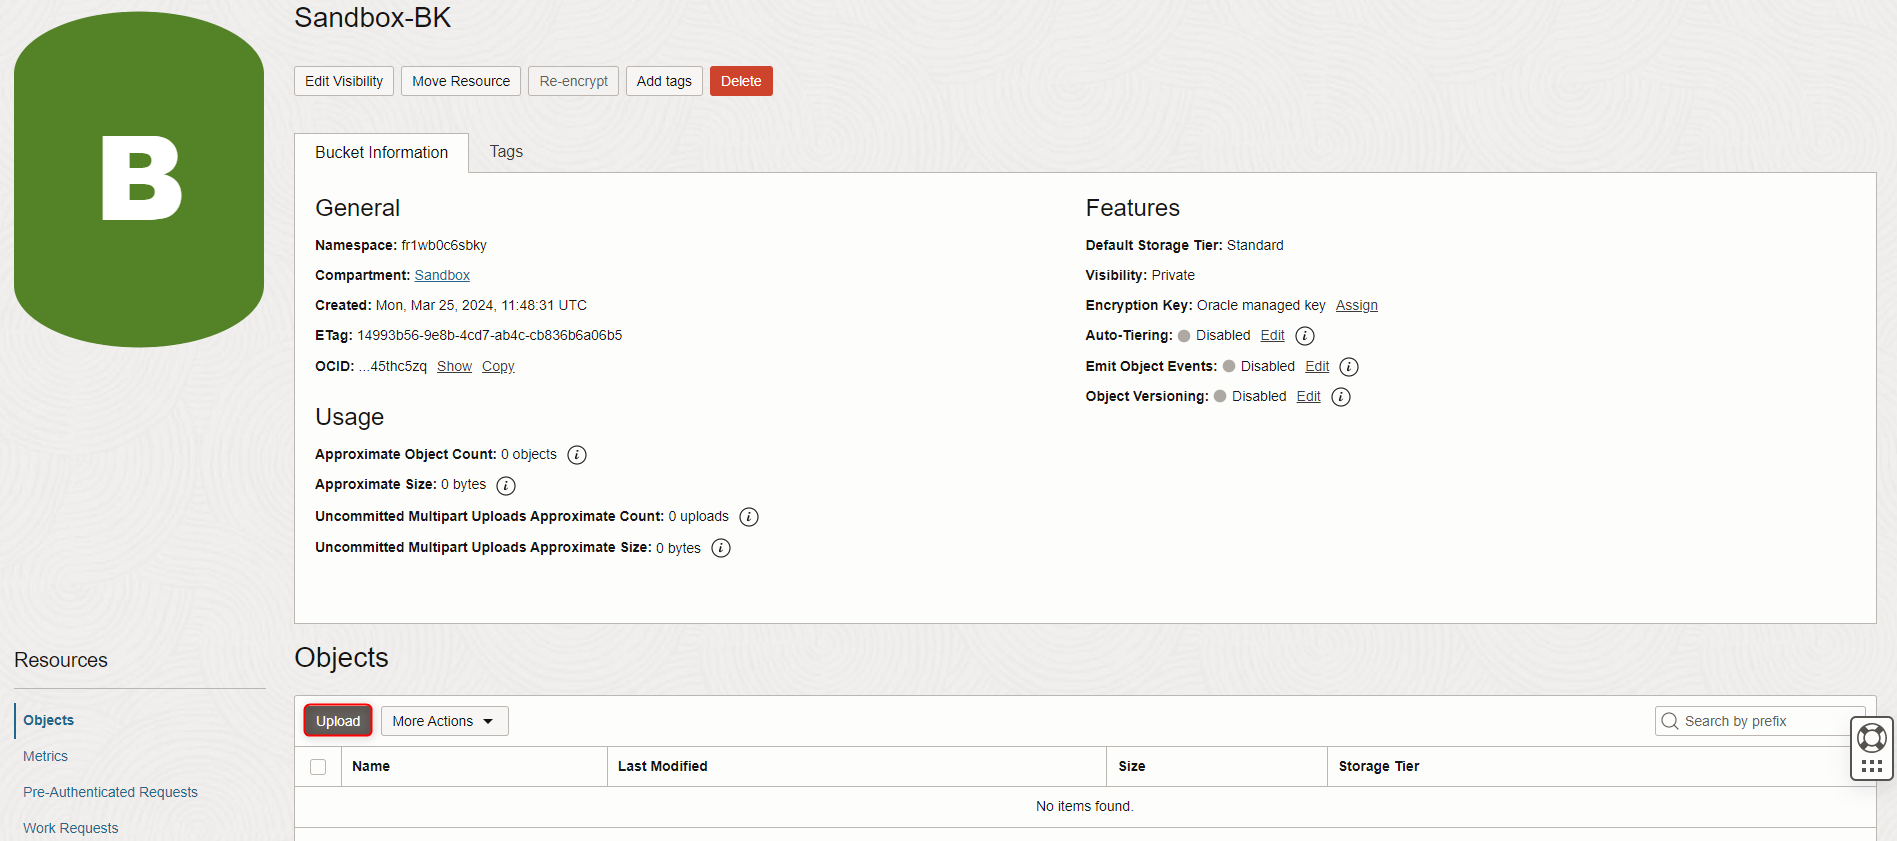 B
Sandbox-BK
Edit Visibility Move Resource Re-encrypt Add tags Delete
Bucket Information Tags
General
Namespace: fr1wb0c6sbky
Compartment: Sandbox
Created: Mon, Mar 25, 2024, 11:48:31 UTC
ETag: 14993b56-9e8b-4cd7-ab4c-cb836b6a06b5
OCID: ...45thc5zq Show Copy
Usage
Approximate Object Count: 0 objects i
Approximate Size: 0 bytes i
Uncommitted Multipart Uploads Approximate Count: 0 uploads i
Uncommitted Multipart Uploads Approximate Size: 0 bytes i
Features
Default Storage Tier: Standard
Visibility: Private
Encryption Key: Oracle managed key Assign
Auto-Tiering: Disabled Edit i
Emit Object Events: Disabled Edit i
Object Versioning: Disabled Edit i
Resources
Objects
Metrics
Pre-Authenticated Requests
Work Requests
Objects
Upload More Actions Search by prefix
Name Last Modified Size Storage Tier
No items found.